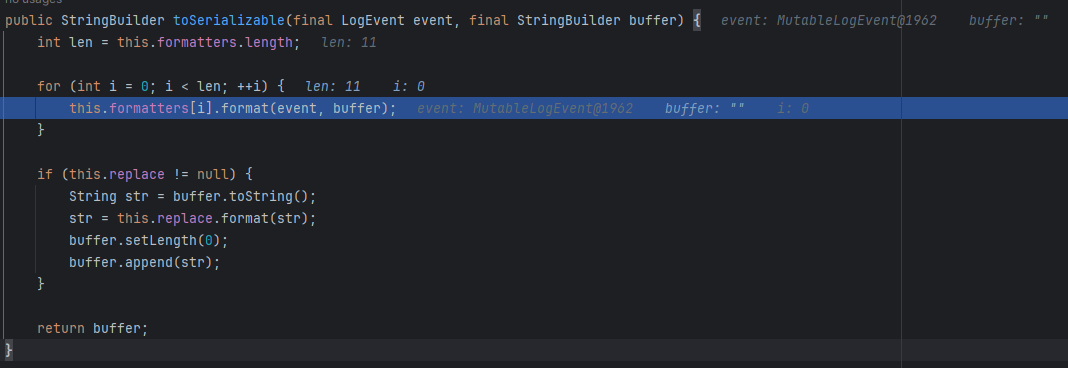 no usages
public StringBuilder toSerializable(final LogEvent event, final StringBuilder buffer) {   event: MutableLogEvent@1962    buffer: ""
    int len = this.formatters.length;   len: 11

    for (int i = 0; i < len; ++i) {   len: 11    i: 0
        this.formatters[i].format(event, buffer);   event: MutableLogEvent@1962    buffer: ""    i: 0
    }

    if (this.replace != null) {
        String str = buffer.toString();
        str = this.replace.format(str);
        buffer.setLength(0);
        buffer.append(str);
    }

    return buffer;
}